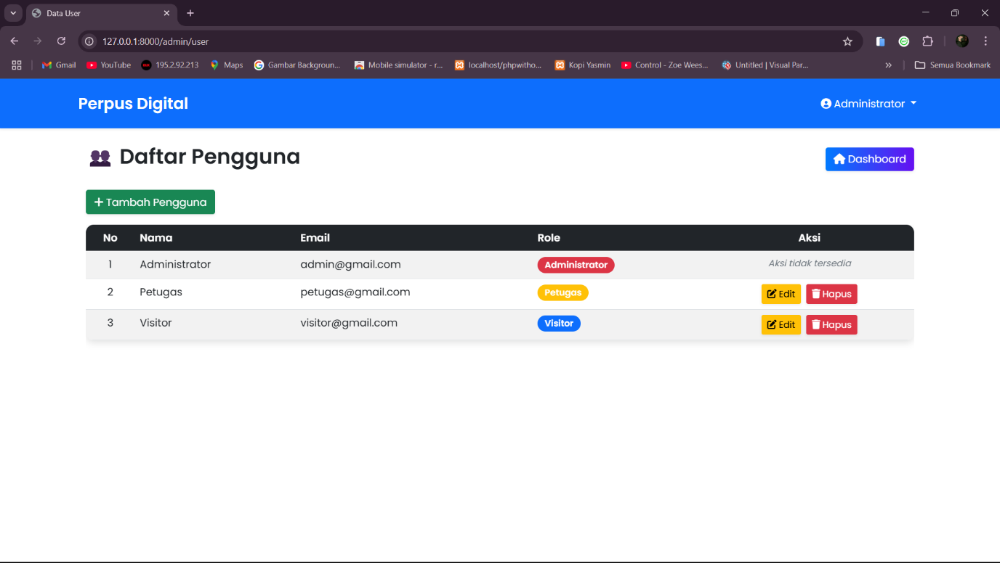 Data User
127.0.0.1:8000/admin/user
Gmail YouTube 195.2.92.213 Maps Gambar Backgroun... Mobile simulator - r... localhost/phpwitho... Kopi Yasmin Control - Zoe Wees... Untitled | Visual Par... Semua Bookmark
Perpus Digital Administrator
Daftar Pengguna Dashboard
Tambah Pengguna
No Nama Email Role Aksi
1 Administrator admin@gmail.com Administrator Aksi tidak tersedia
2 Petugas petugas@gmail.com Petugas Edit Hapus
3 Visitor visitor@gmail.com Visitor Edit Hapus